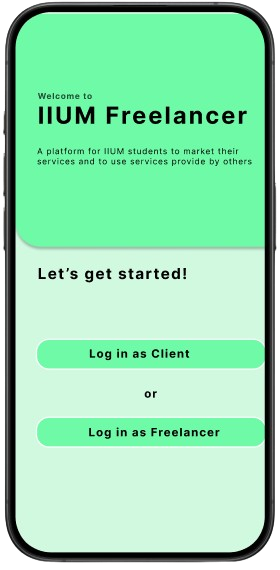 Welcome to
IIUM Freelancer
A platform for IIUM students to market their
services and to use services provide by others
Let's get started!
Log in as Client
or
Log in as Freelancer